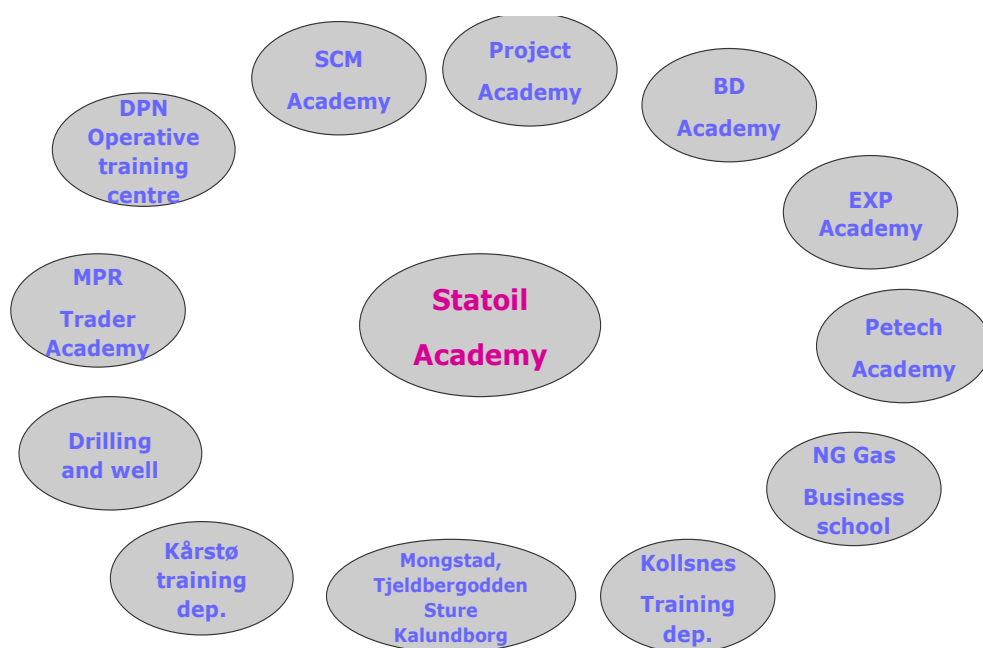 SCM
Academy
Project
Academy
BD
Academy
DPN
Operative
training
centre
EXP
Academy
MPR
Trader
Academy
Statoil
Academy
Petech
Academy
Drilling
and well
NG Gas
Business
school
Kårstø
training
dep.
Mongstad,
Tjeldbergodden
Sture
Kalundborg
Kollsnes
Training
dep.